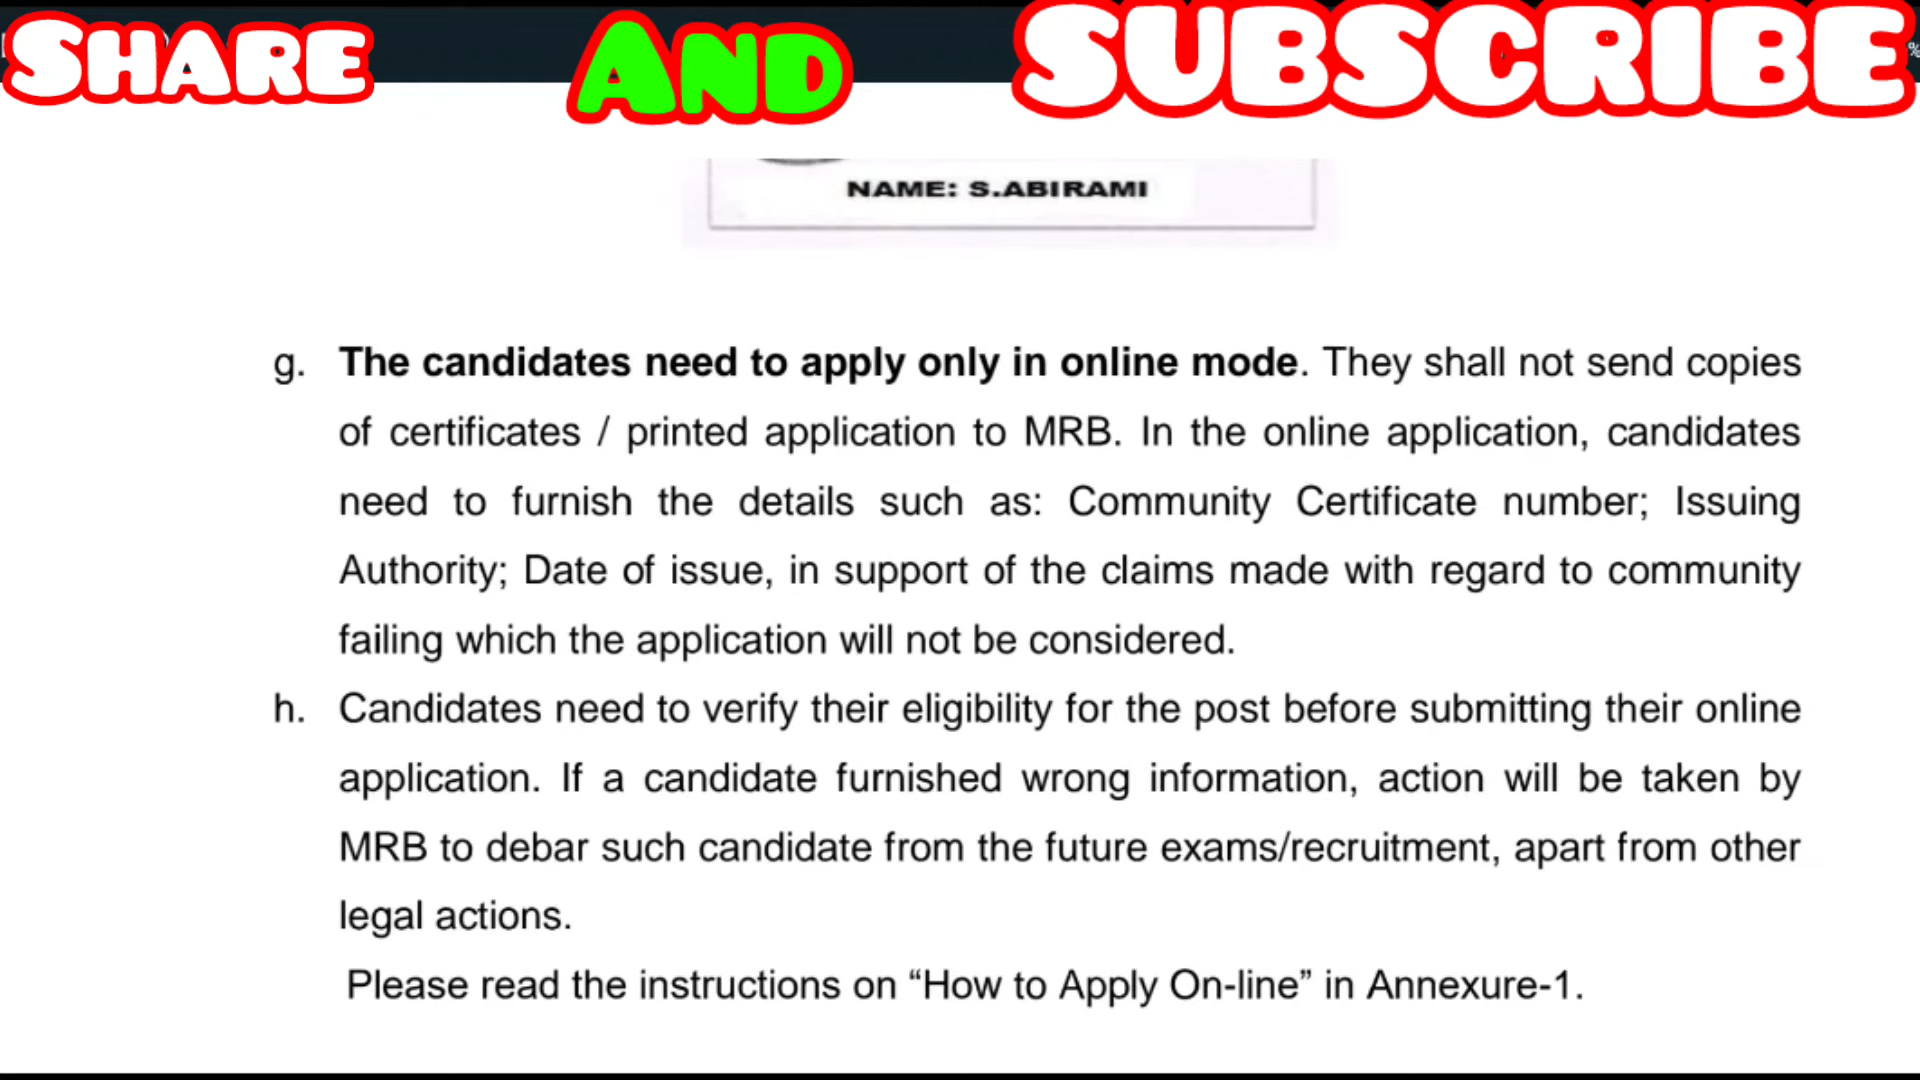 SHARE AND SUBSCRIBE
NAME: S.ABIRAMI
g. The candidates need to apply only in online mode. They shall not send copies
of certificates / printed application to MRB. In the online application, candidates
need to furnish the details such as: Community Certificate number; Issuing
Authority; Date of issue, in support of the claims made with regard to community
failing which the application will not be considered.
h. Candidates need to verify their eligibility for the post before submitting their online
application. If a candidate furnished wrong information, action will be taken by
MRB to debar such candidate from the future exams/recruitment, apart from other
legal actions.
Please read the instructions on “How to Apply On-line” in Annexure-1.